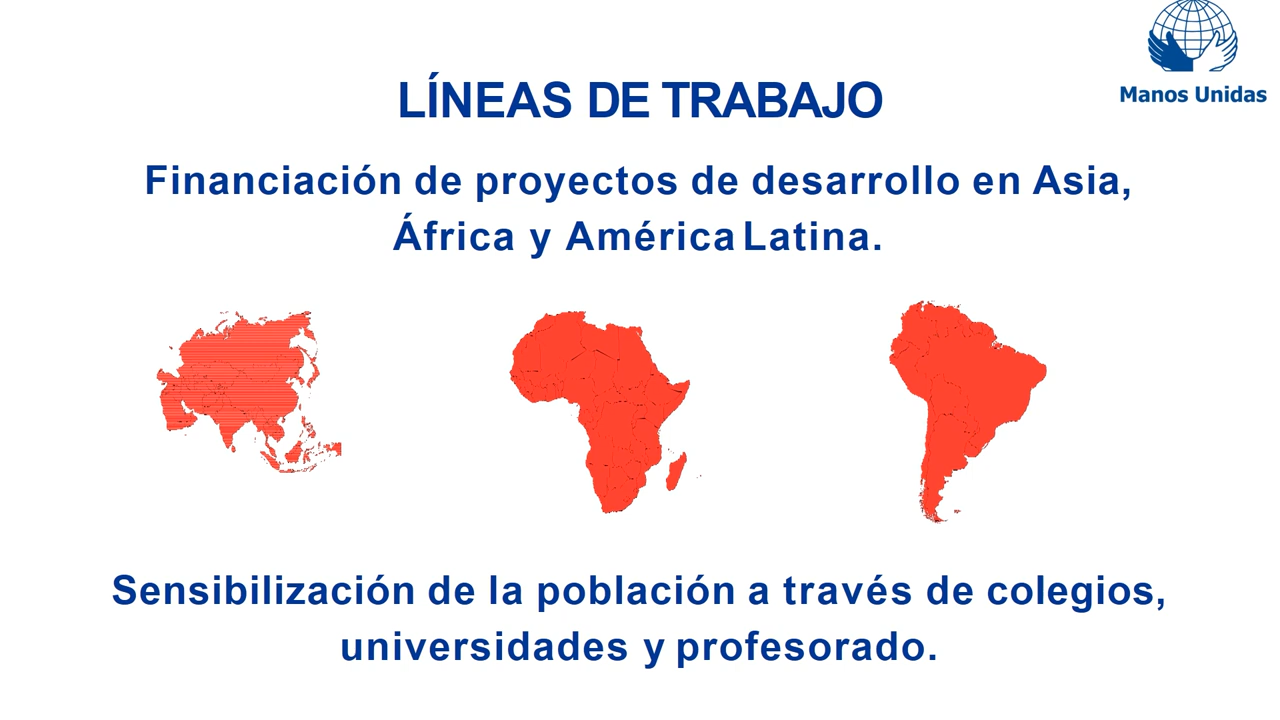 Manos Unidas
LÍNEAS DE TRABAJO
Financiación de proyectos de desarrollo en Asia,
África y América Latina.
Sensibilización de la población a través de colegios,
universidades y profesorado.